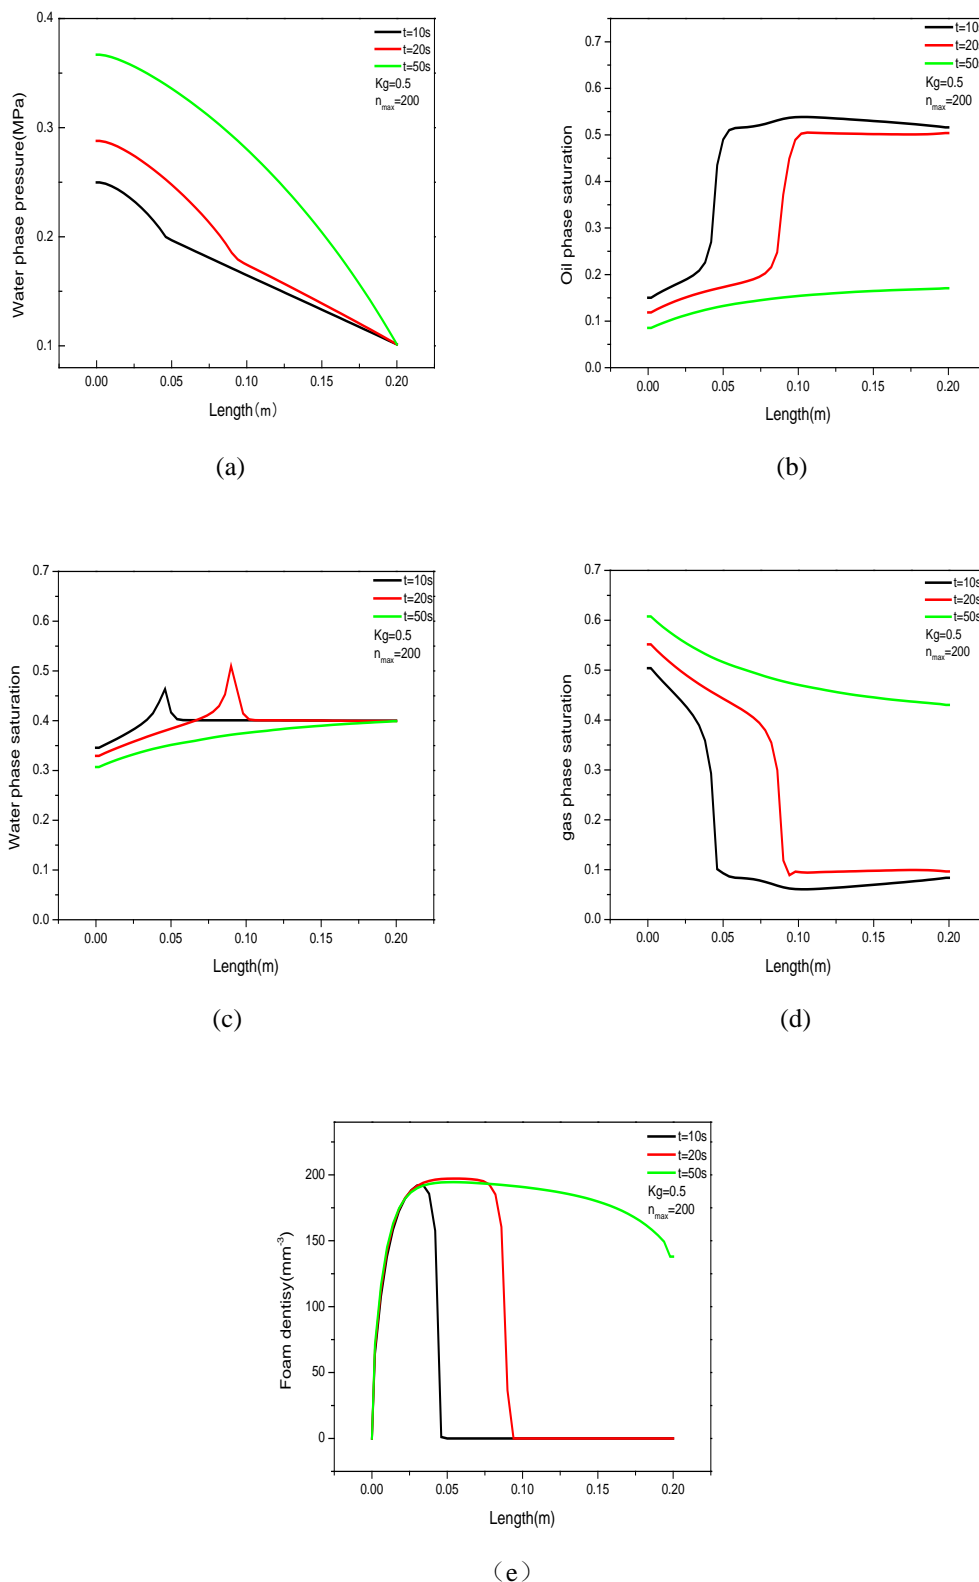 0.4
0.3
0.2
0.1
Water phase pressure(MPa)
t=10s
t=20s
t=50s
Kg=0.5
nmax=200
0.00 0.05 0.10 0.15 0.20
Length(m)
(a)
0.7
0.6
0.5
0.4
0.3
0.2
0.1
0.0
Oil phase saturation
t=10s
t=20s
t=50s
Kg=0.5
nmax=200
0.00 0.05 0.10 0.15 0.20
Length(m)
(b)
0.7
0.6
0.5
0.4
0.3
0.2
0.1
0.0
Water phase saturation
t=10s
t=20s
t=50s
Kg=0.5
nmax=200
0.00 0.05 0.10 0.15 0.20
Length(m)
(c)
0.7
0.6
0.5
0.4
0.3
0.2
0.1
0.0
gas phase saturation
t=10s
t=20s
t=50s
Kg=0.5
nmax=200
0.00 0.05 0.10 0.15 0.20
Length(m)
(d)
200
150
100
50
0
Foam dentisy(mm-3)
t=10s
t=20s
t=50s
Kg=0.5
nmax=200
0.00 0.05 0.10 0.15 0.20
Length(m)
(e)